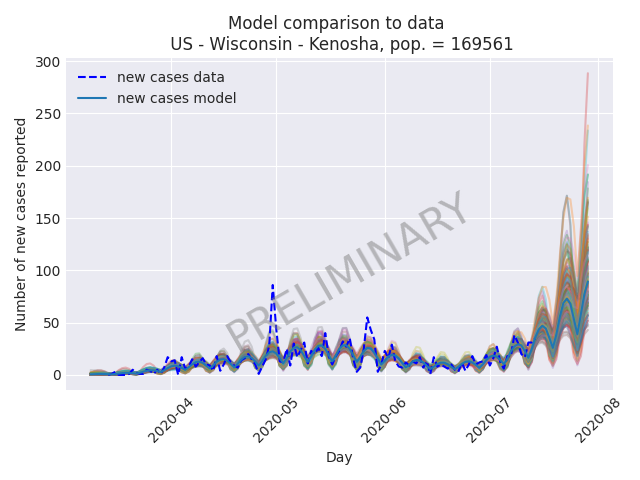 Model comparison to data
US - Wisconsin - Kenosha, pop. = 169561
Number of new cases reported
300
250
200
150
100
50
0
new cases data
new cases model
PRELIMINARY
2020-04
2020-05
2020-06
2020-07
2020-08
Day